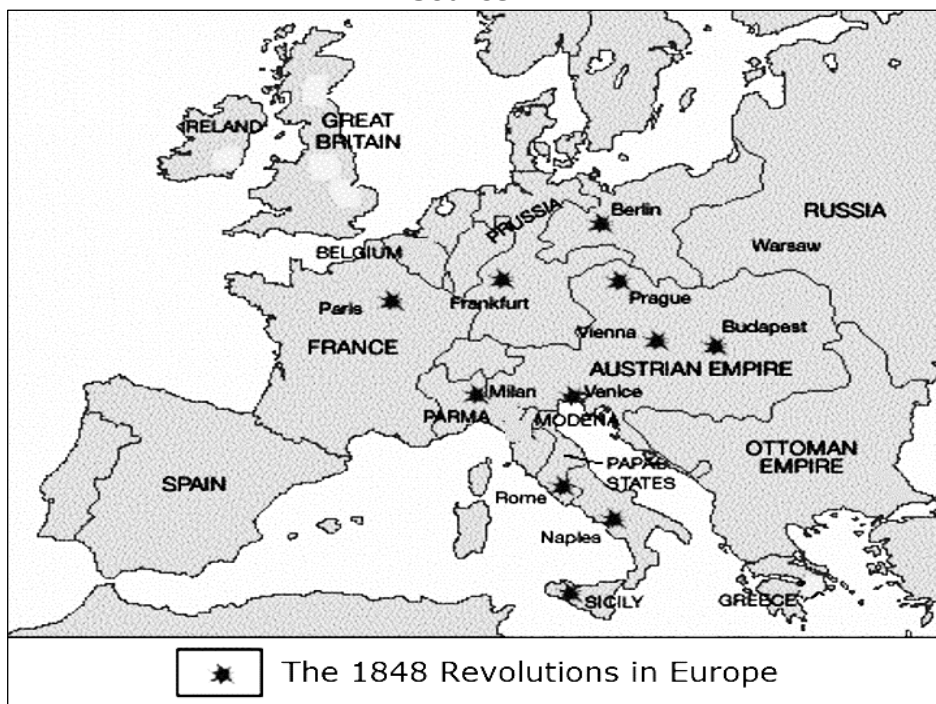 IRELAND
GREAT
BRITAIN
PRUSSIA
Berlin
RUSSIA
Warsaw
BELGIUM
Paris
Frankfurt
Prague
Vienna
Budapest
FRANCE
AUSTRIAN EMPIRE
Milan
Venice
PARMA
MODENA
OTTOMAN
EMPIRE
SPAIN
PAPAB
STATES
Rome
Naples
SICILY
GREECE
The 1848 Revolutions in Europe